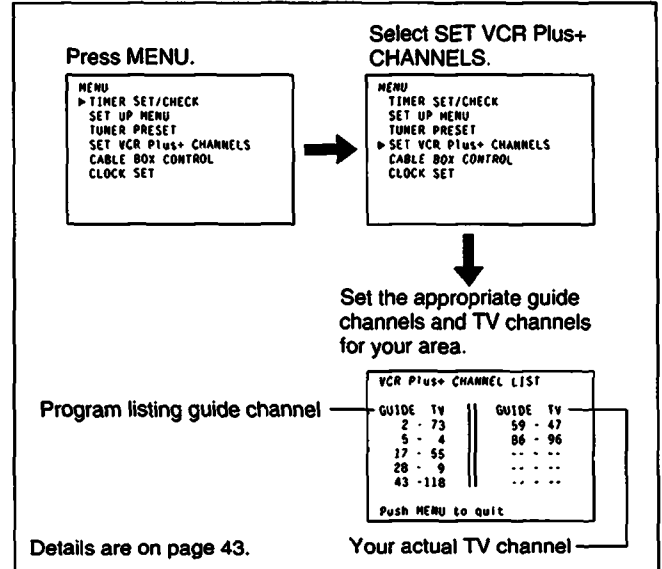 Press MENU.
MENU
▶TIMER SET/CHECK
SET UP MENU
TUNER PRESET
SET VCR Plus+ CHANNELS
CABLE BOX CONTROL
CLOCK SET
Select SET VCR Plus+
CHANNELS.
MENU
TIMER SET/CHECK
SET UP MENU
TUNER PRESET
▶SET VCR Plus+ CHANNELS
CABLE BOX CONTROL
CLOCK SET
Set the appropriate guide
channels and TV channels
for your area.
VCR Plus+ CHANNEL LIST
Program listing guide channel
GUIDE TV GUIDE TV
2 - 73 59 - 47
5 - 4 86 - 96
17 - 55 -- - --
28 - 9 -- - --
43 -118 -- - --
Push MENU to quit
Details are on page 43.
Your actual TV channel